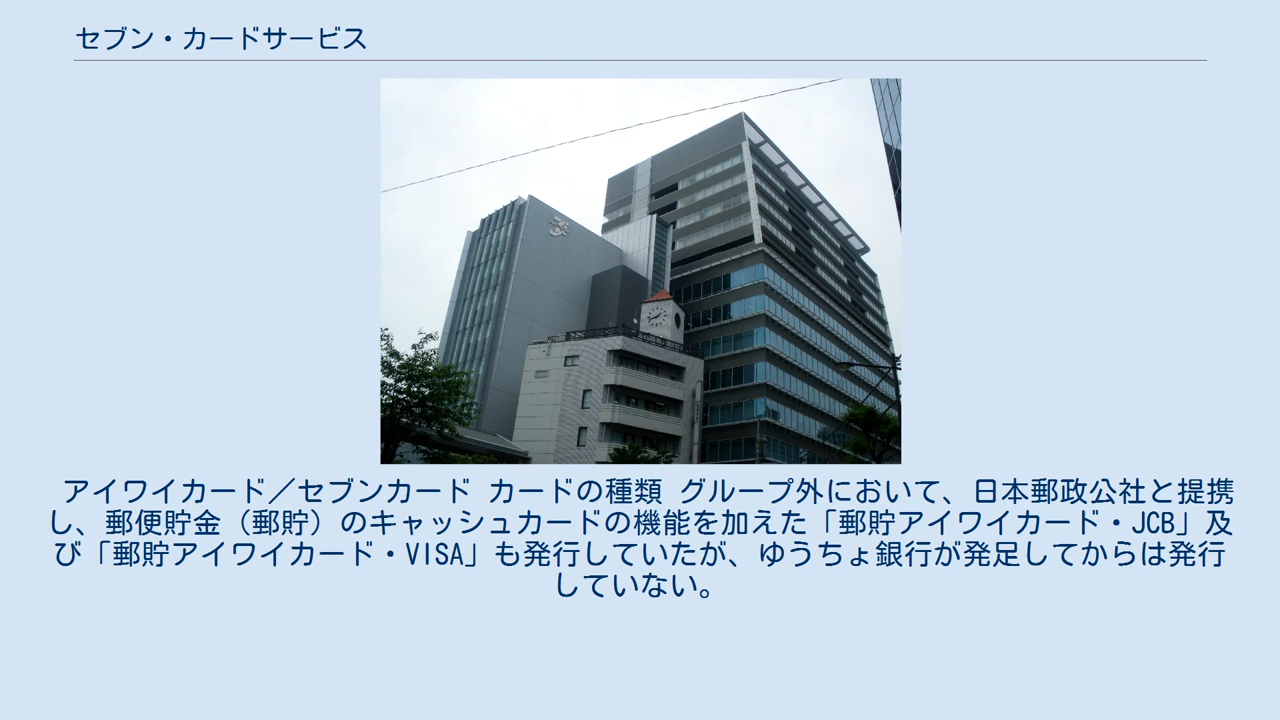 セブン・カードサービス
アイワイカード／セブンカード カードの種類 グループ外において、日本郵政公社と提携
し、郵便貯金（郵貯）のキャッシュカードの機能を加えた「郵貯アイワイカード・JCB」及
び「郵貯アイワイカード・VISA」も発行していたが、ゆうちょ銀行が発足してからは発行
していない。